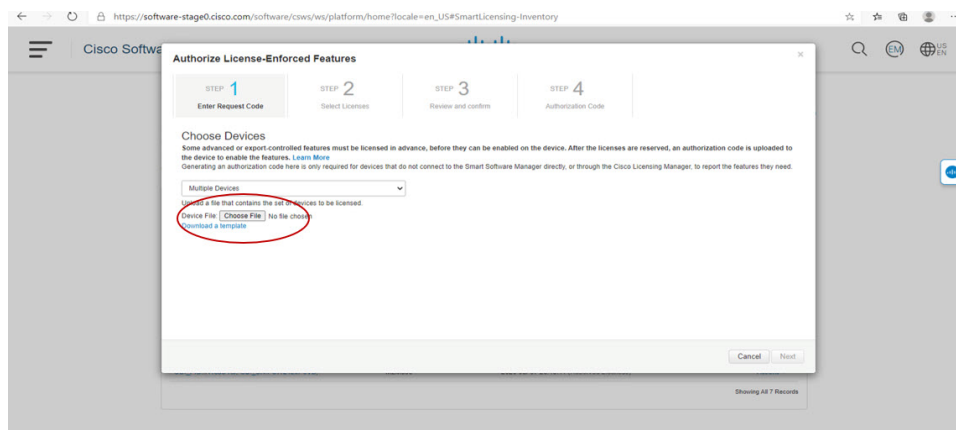 https://software-stage0.cisco.com/software/csws/ws/platform/home?locale=en_US#SmartLicensing-Inventory
Cisco Softwa
EM
US
EN
Authorize License-Enforced Features
×
STEP 1
Enter Request Code
STEP 2
Select Licenses
STEP 3
Review and confirm
STEP 4
Authorization Code
Choose Devices
Some advanced or export-controlled features must be licensed in advance, before they can be enabled on the device. After the licenses are reserved, an authorization code is uploaded to
the device to enable the features. Learn More
Generating an authorization code here is only required for devices that do not connect to the Smart Software Manager directly, or through the Cisco Licensing Manager, to report the features they need.
Multiple Devices
Upload a file that contains the set of devices to be licensed.
Device File: Choose File No file chosen
Download a template
Cancel Next
Showing All 7 Records